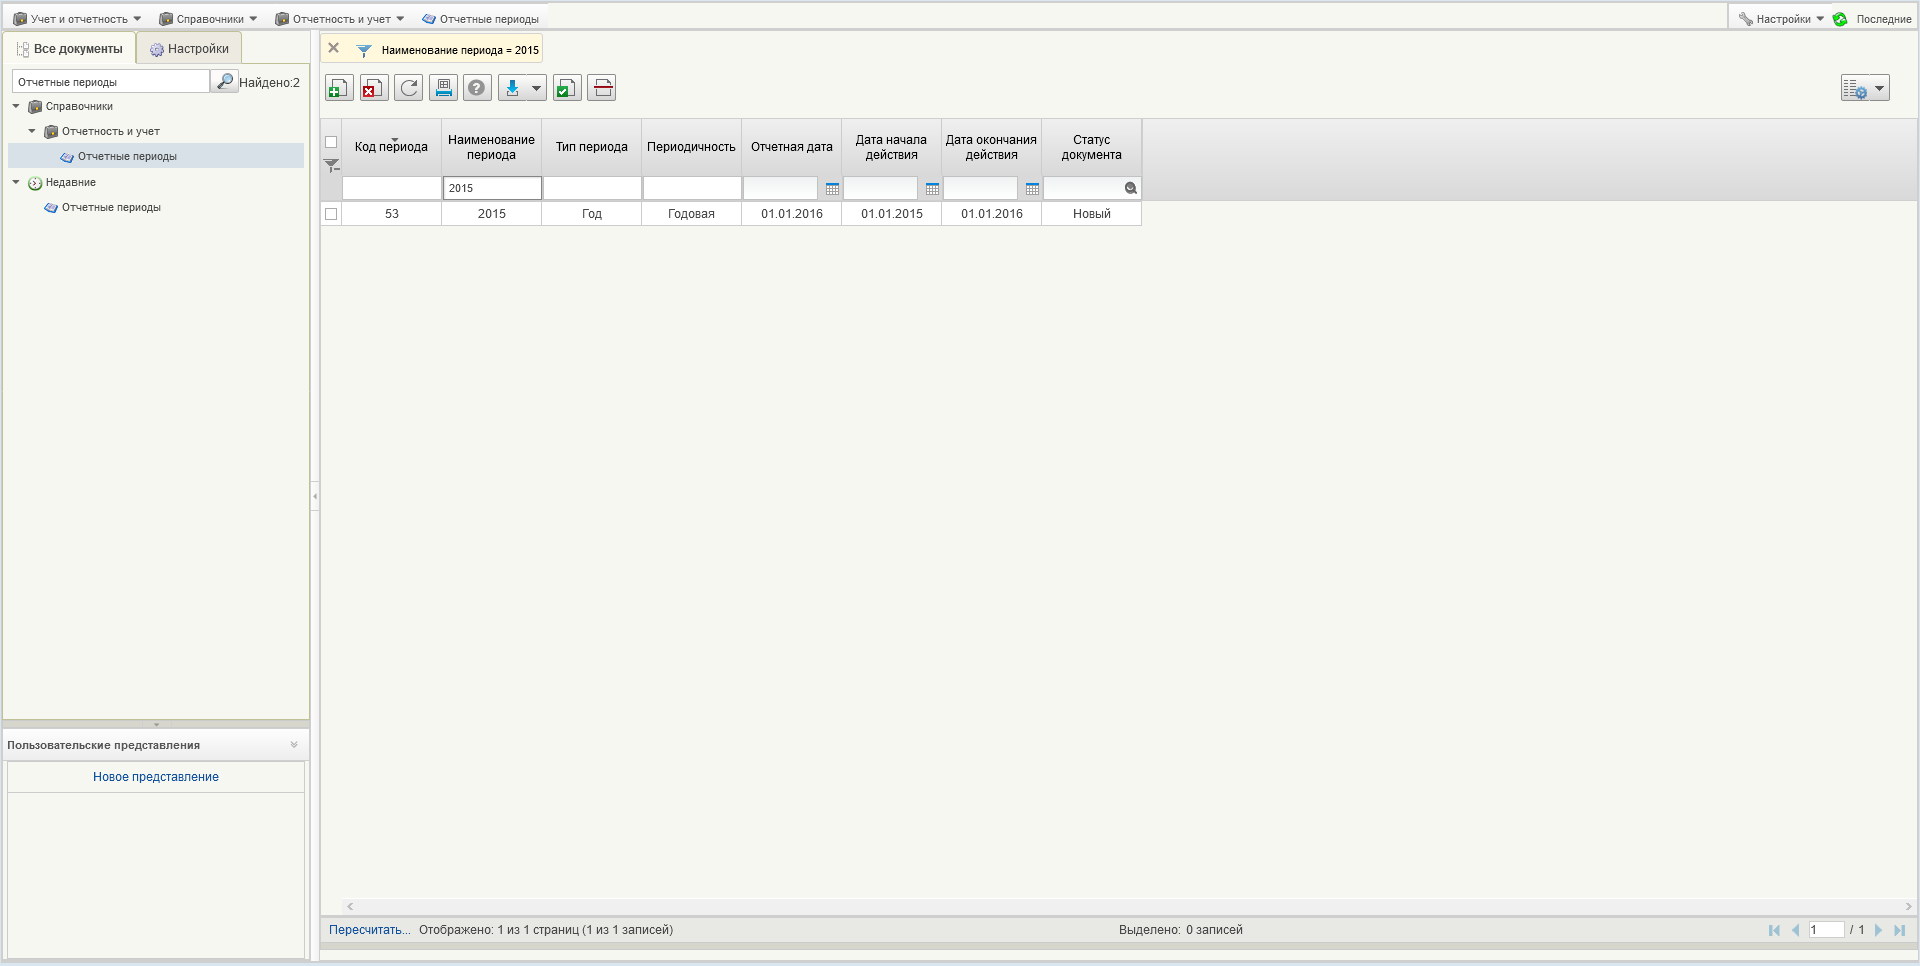 Учет и отчетность Справочники Отчетность и учет Отчетные периоды Настройки Последние
Все документы Настройки
Наименование периода = 2015
Отчетные периоды Найдено:2
Справочники
Отчетность и учет
Отчетные периоды
Недавние
Отчетные периоды
Код периода Наименование периода Тип периода Периодичность Отчетная дата Дата начала действия Дата окончания действия Статус документа
2015
53 2015 Год Годовая 01.01.2016 01.01.2015 01.01.2016 Новый
Пользовательские представления
Новое представление
Пересчитать... Отображено: 1 из 1 страниц (1 из 1 записей) Выделено: 0 записей 1 / 1